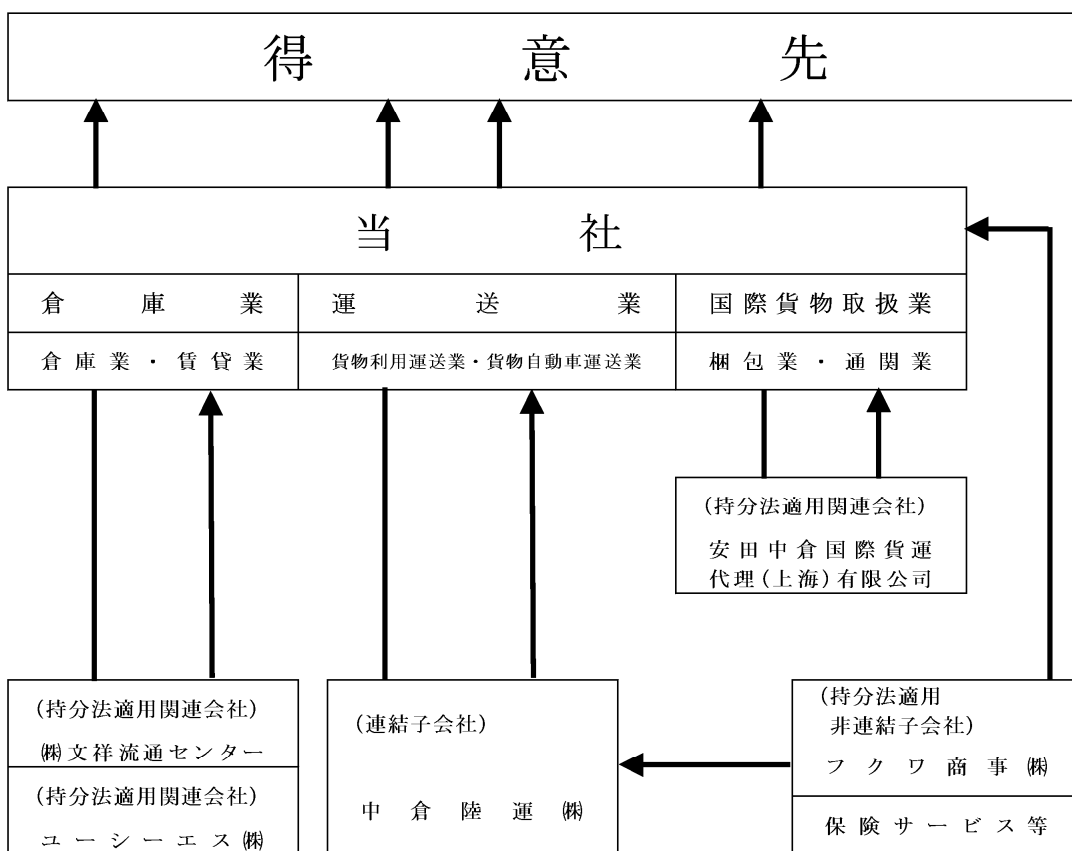 得意先
当社
倉庫業
運送業
国際貨物取扱業
倉庫業・賃貸業
貨物利用運送業・貨物自動車運送業
梱包業・通関業
(持分法適用関連会社)
安田中倉国際貨運
代理(上海)有限公司
(持分法適用関連会社)
㈱文祥流通センター
(持分法適用関連会社)
ユーシーエス㈱
(連結子会社)
中倉陸運㈱
(持分法適用
非連結子会社)
フクワ商事㈱
保険サービス等